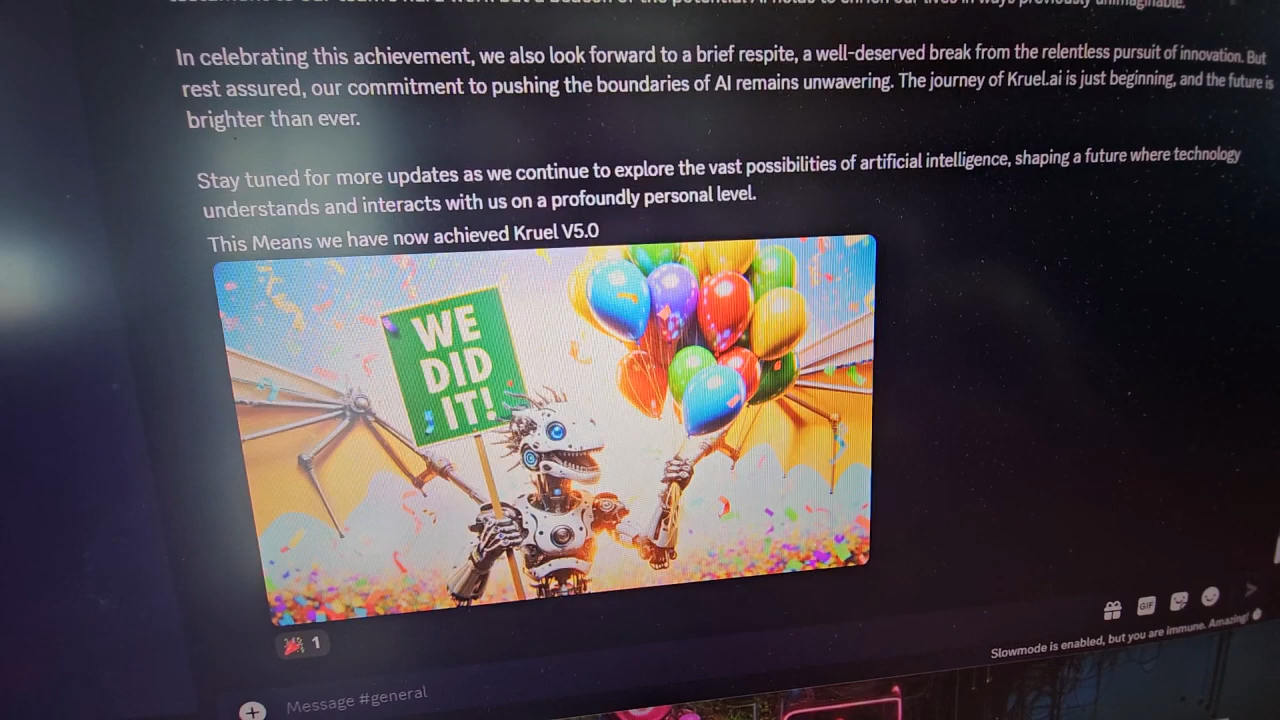 In celebrating this achievement, we also look forward to a brief respite, a well-deserved break from the relentless pursuit of innovation. But
rest assured, our commitment to pushing the boundaries of AI remains unwavering. The journey of Kruel.ai is just beginning, and the future is
brighter than ever.
Stay tuned for more updates as we continue to explore the vast possibilities of artificial intelligence, shaping a future where technology
understands and interacts with us on a profoundly personal level.
This Means we have now achieved Kruel V5.0
WE
DID
IT!
1
GIF
Slowmode is enabled, but you are immune. Amazing!
Message #general